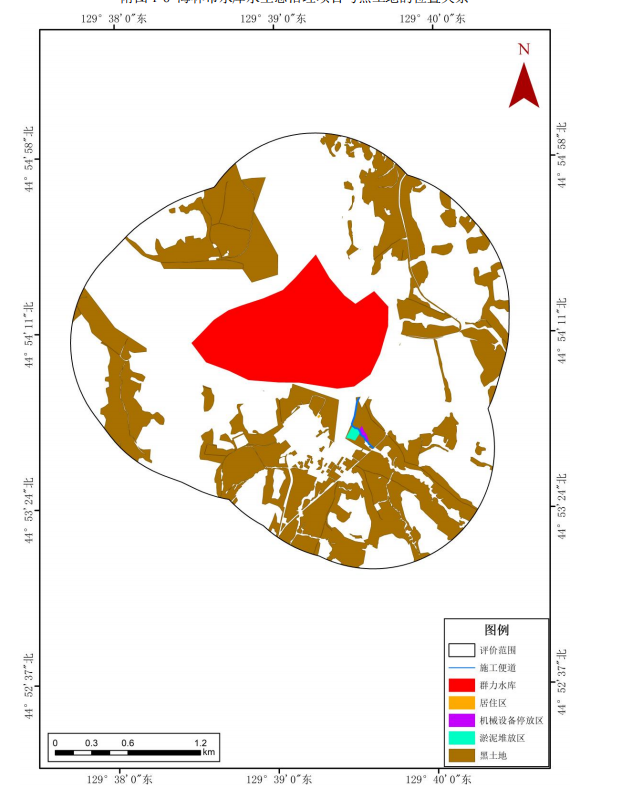 129° 38′0″东 129° 39′0″东 129° 40′0″东
N
44° 54′58″北 44° 54′58″北
44° 54′11″北 44° 54′11″北
44° 53′24″北 44° 53′24″北
44° 52′37″北 44° 52′37″北
图例
评价范围
施工便道
群力水库
居住区
机械设备停放区
淤泥堆放区
黑土地
0 0.3 0.6 1.2
km
129° 38′0″东 129° 39′0″东 129° 40′0″东